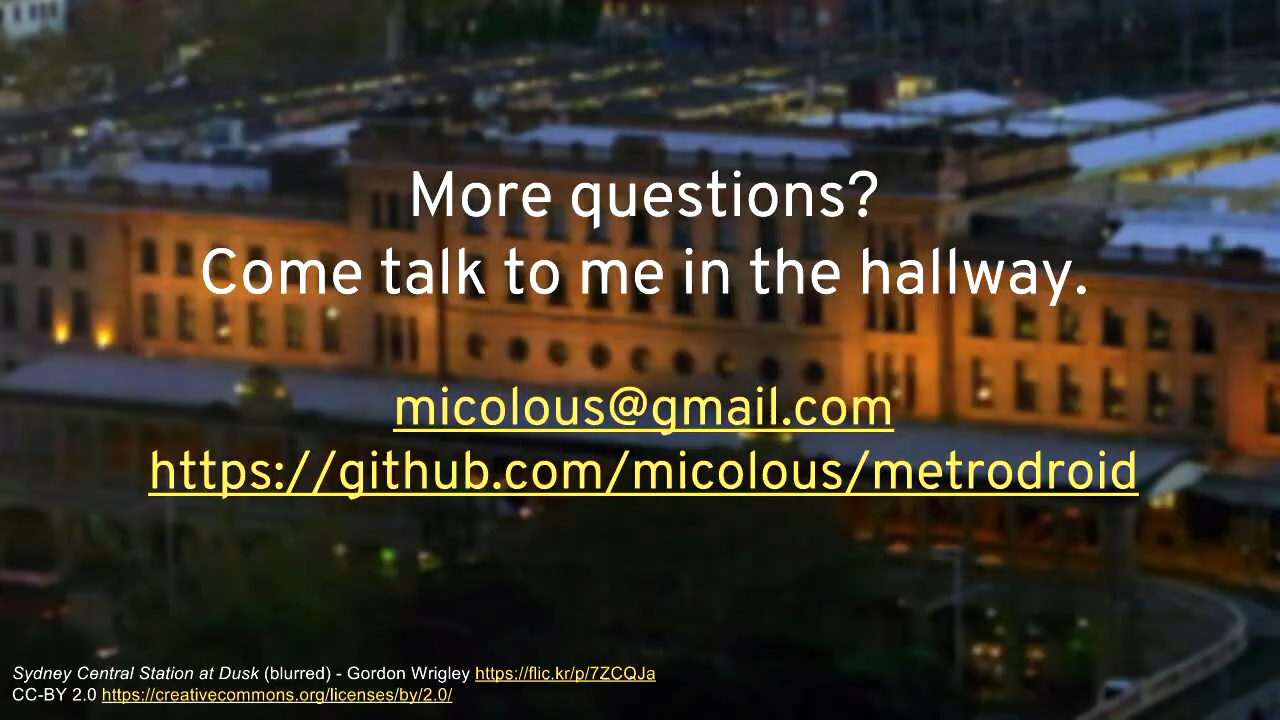 More questions?
Come talk to me in the hallway.
micolous@gmail.com
https://github.com/micolous/metrodroid
Sydney Central Station at Dusk (blurred) - Gordon Wrigley https://flic.kr/p/7ZCQJa
CC-BY 2.0 https://creativecommons.org/licenses/by/2.0/